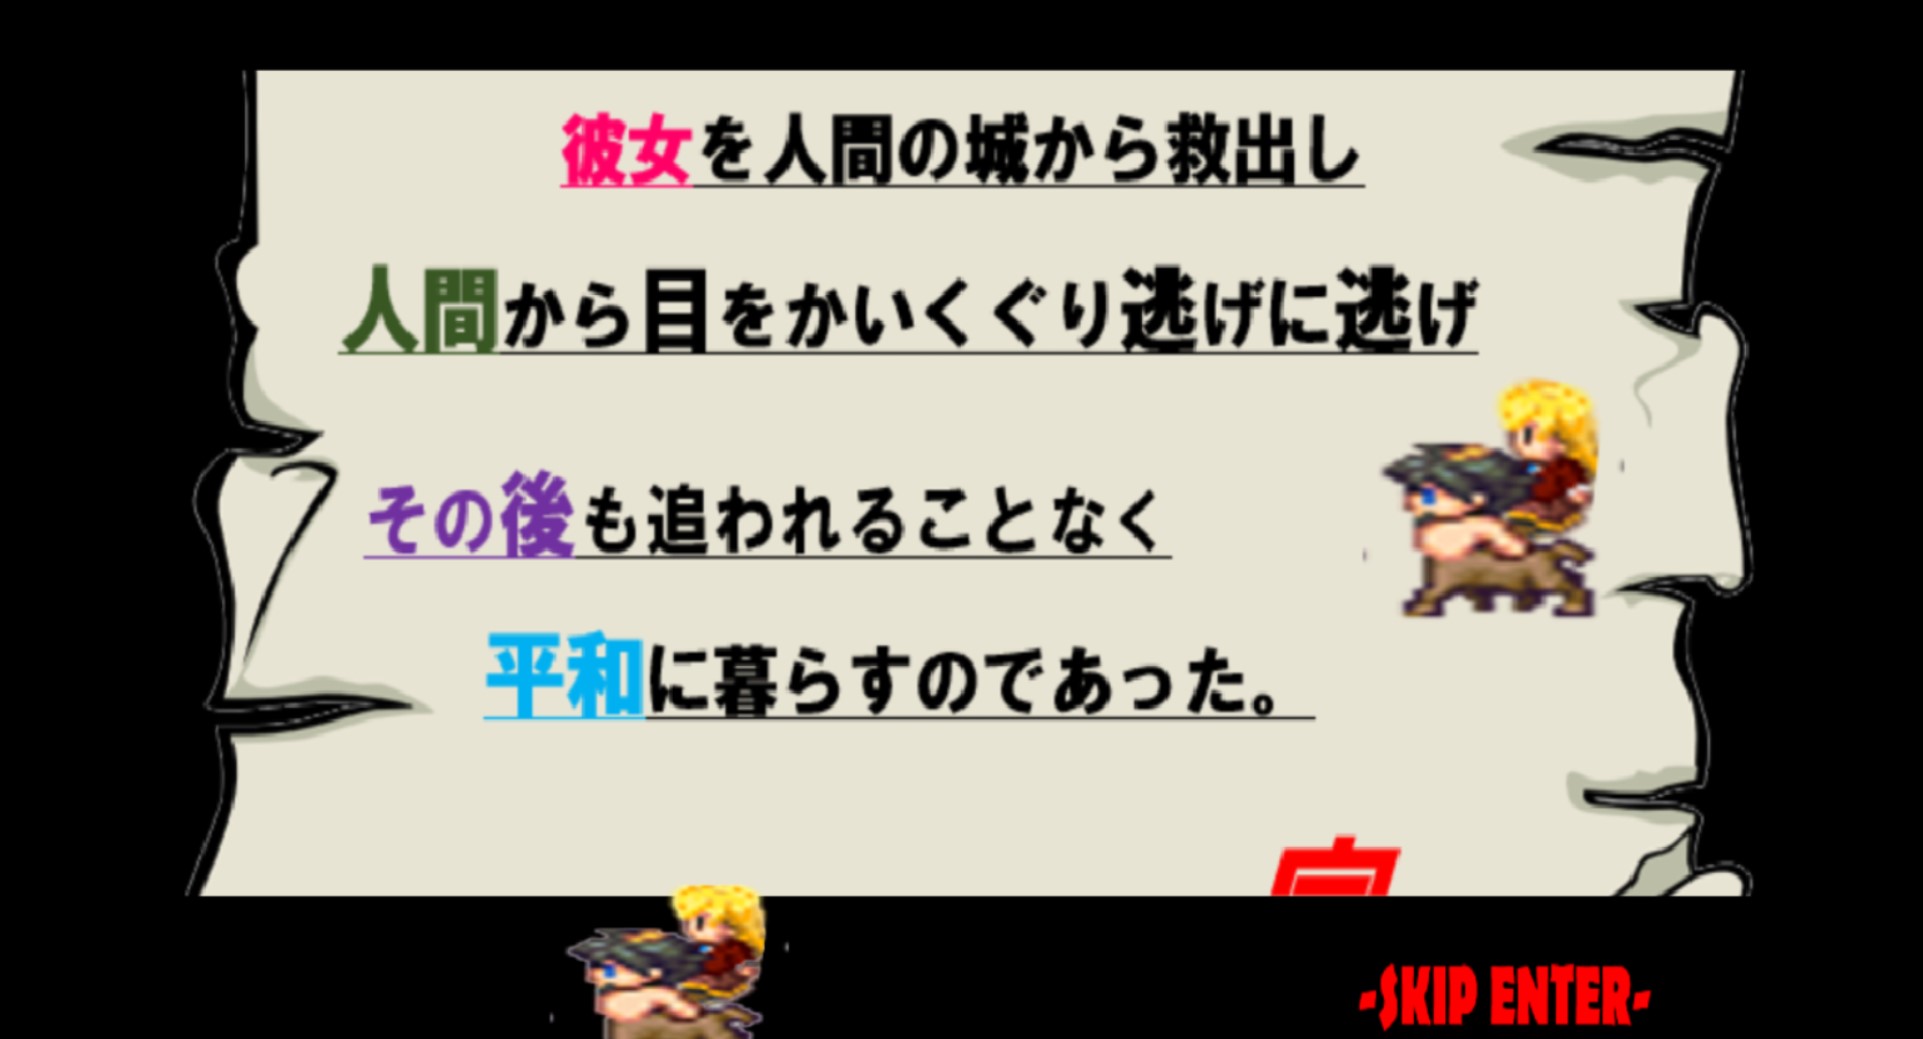 彼女を人間の城から救出し
人間から目をかいくぐり逃げに逃げ
その後も追われることなく
平和に暮らすのであった。
-SKIP ENTER-